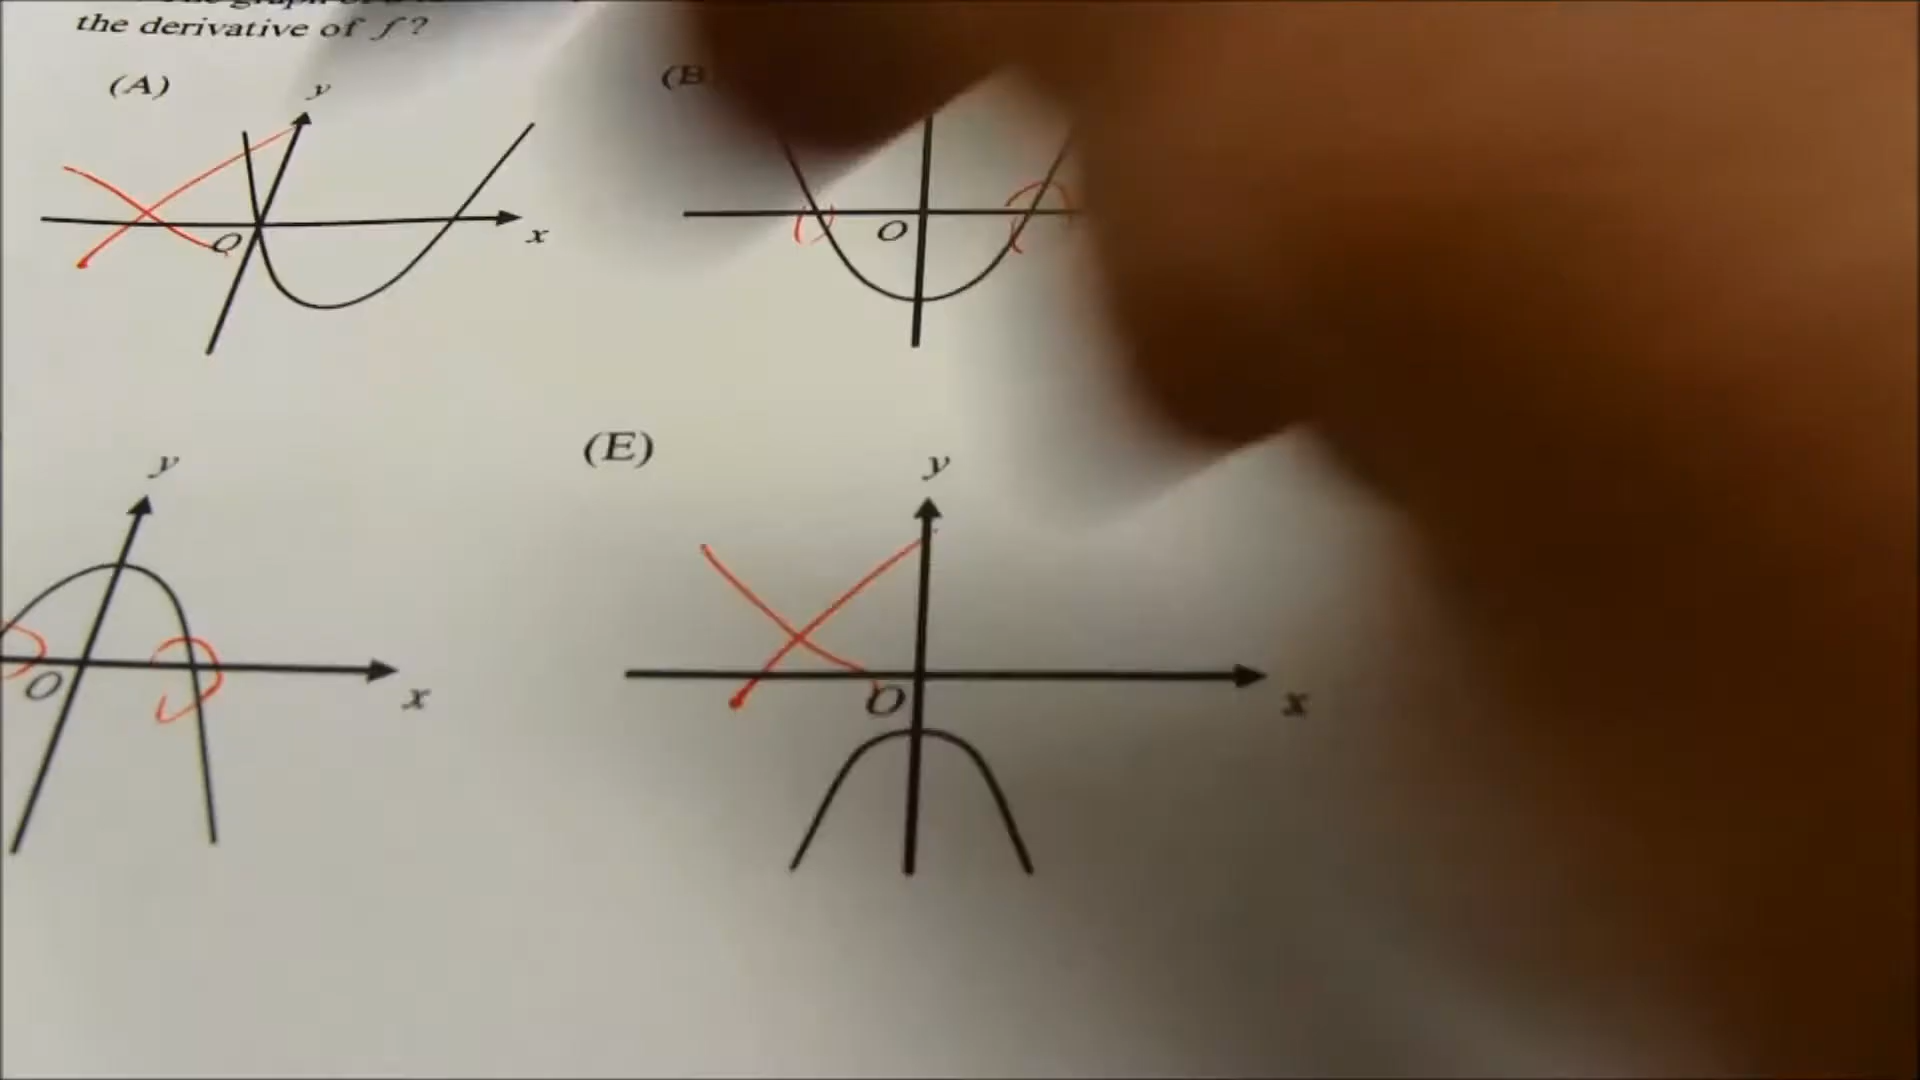 the derivative of f ?
(A)
y
(B
O
x
O
(E)
y
y
O
x
O
x